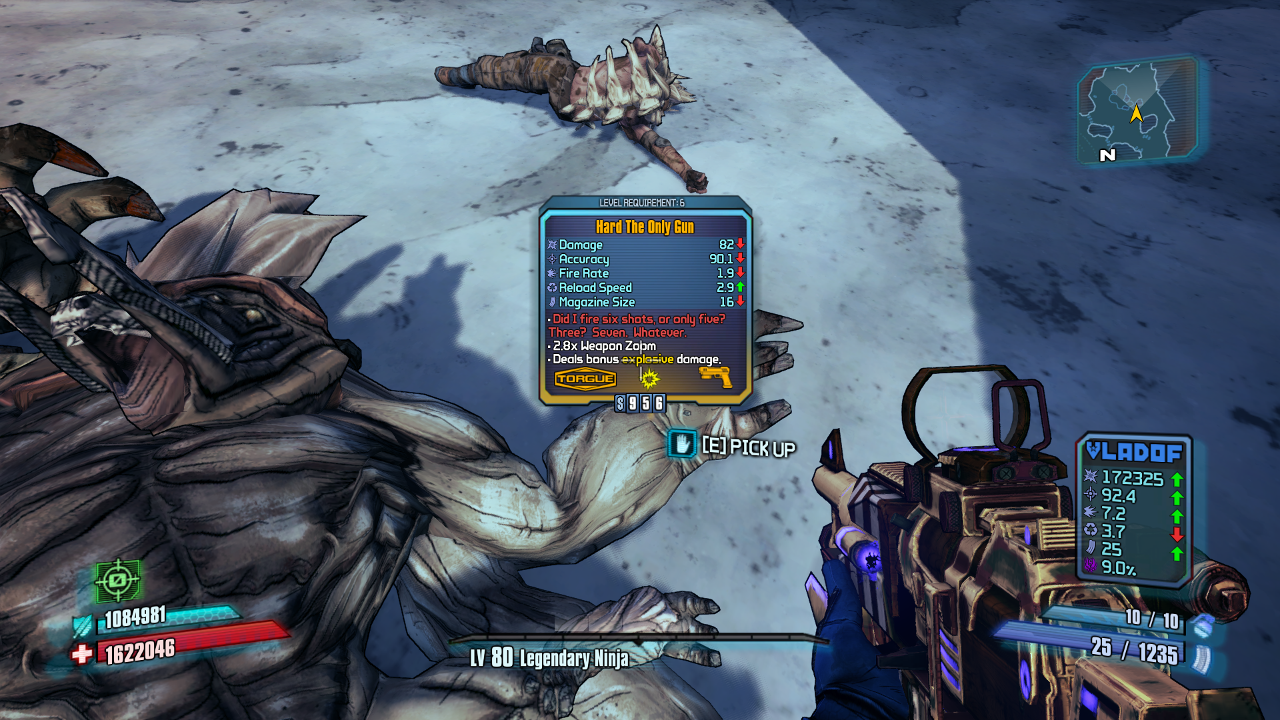 N
LEVEL REQUIREMENT: 6
Hard The Only Gun
Damage 82
Accuracy 90.1
Fire Rate 1.9
Reload Speed 2.9
Magazine Size 16
• Did I fire six shots, or only five?
Three? Seven. Whatever.
• 2.8x Weapon Zoom
• Deals bonus explosive damage.
TORGUE
$956
[E] PICK UP
VLADOF
172325
92.4
7.2
3.7
25
9.0%
0
1084981
1622046
LV 80 Legendary Ninja
10 / 10
25 / 1235